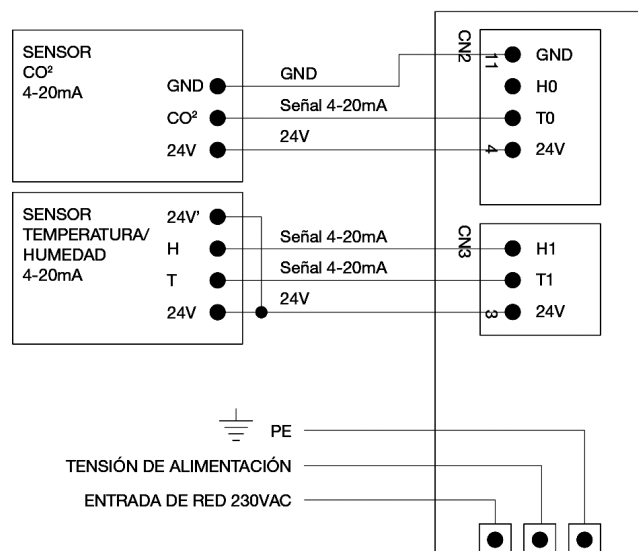 SENSOR
CO²
4-20mA
GND
CO²
24V
GND
Señal 4-20mA
24V
CN2
11
4
GND
H0
T0
24V
SENSOR
TEMPERATURA/
HUMEDAD
4-20mA
24V'
H
T
24V
Señal 4-20mA
Señal 4-20mA
24V
CN3
3
H1
T1
24V
PE
TENSIÓN DE ALIMENTACIÓN
ENTRADA DE RED 230VAC